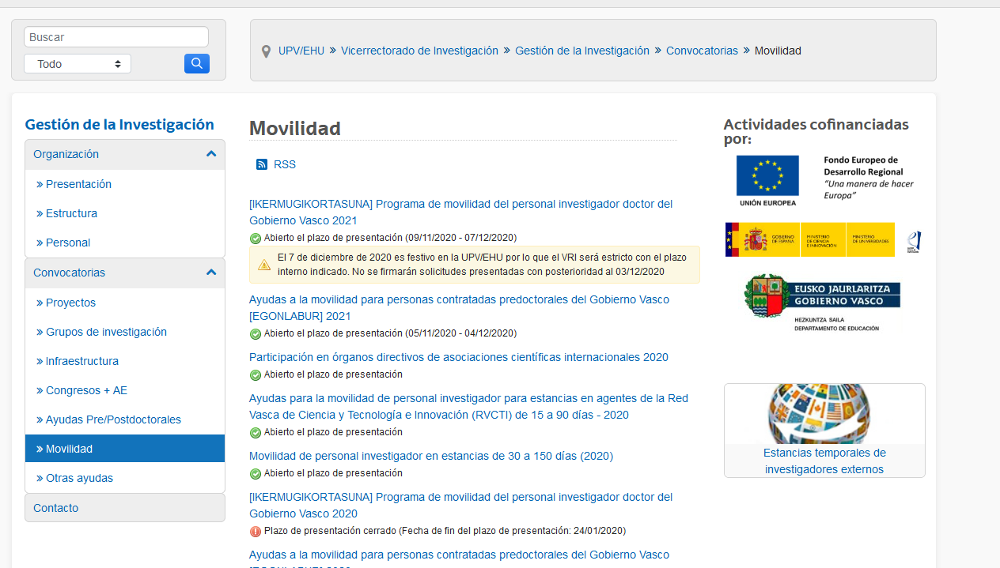 Buscar
Todo
UPV/EHU » Vicerrectorado de Investigación » Gestión de la Investigación » Convocatorias » Movilidad
Gestión de la Investigación
Organización
» Presentación
» Estructura
» Personal
Convocatorias
» Proyectos
» Grupos de investigación
» Infraestructura
» Congresos + AE
» Ayudas Pre/Postdoctorales
» Movilidad
» Otras ayudas
Contacto
Movilidad
RSS
[IKERMUGIKORTASUNA] Programa de movilidad del personal investigador doctor del
Gobierno Vasco 2021
Abierto el plazo de presentación (09/11/2020 - 07/12/2020)
El 7 de diciembre de 2020 es festivo en la UPV/EHU por lo que el VRI será estricto con el plazo
interno indicado. No se firmarán solicitudes presentadas con posterioridad al 03/12/2020
Ayudas a la movilidad para personas contratadas predoctorales del Gobierno Vasco
[EGONLABUR] 2021
Abierto el plazo de presentación (05/11/2020 - 04/12/2020)
Participación en órganos directivos de asociaciones científicas internacionales 2020
Abierto el plazo de presentación
Ayudas para la movilidad de personal investigador para estancias en agentes de la Red
Vasca de Ciencia y Tecnología e Innovación (RVCTI) de 15 a 90 días - 2020
Abierto el plazo de presentación
Movilidad de personal investigador en estancias de 30 a 150 días (2020)
Abierto el plazo de presentación
[IKERMUGIKORTASUNA] Programa de movilidad del personal investigador doctor del
Gobierno Vasco 2020
Plazo de presentación cerrado (Fecha de fin del plazo de presentación: 24/01/2020)
Ayudas a la movilidad para personas contratadas predoctorales del Gobierno Vasco
Actividades cofinanciadas
por:
Fondo Europeo de
Desarrollo Regional
"Una manera de hacer
Europa"
UNIÓN EUROPEA
GOBIERNO
DE ESPAÑA
MINISTERIO
DE CIENCIA
E INNOVACIÓN
MINISTERIO
DE UNIVERSIDADES
EUSKO JAURLARITZA
GOBIERNO VASCO
HEZKUNTZA SAILA
DEPARTAMENTO DE EDUCACIÓN
Estancias temporales de
investigadores externos